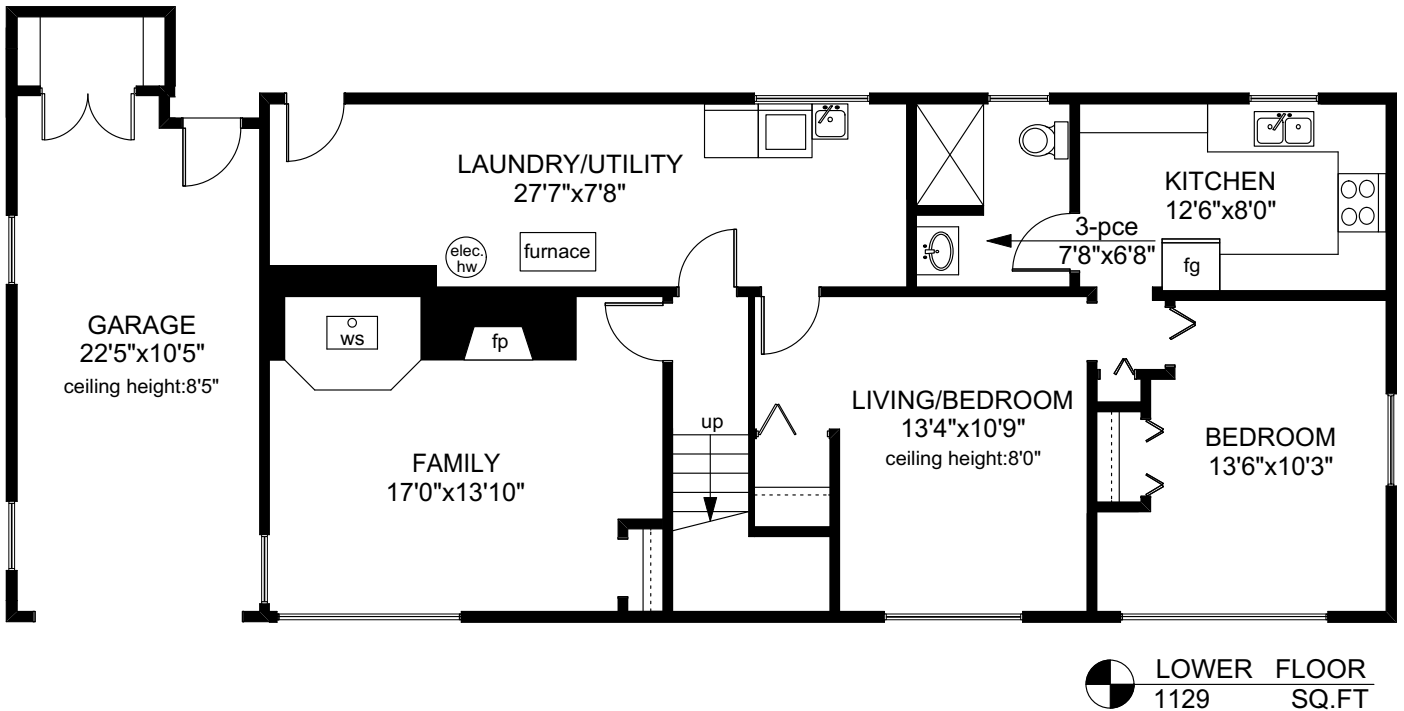 LAUNDRY/UTILITY
27'7"x7'8"
KITCHEN
12'6"x8'0"
3-pce
7'8"x6'8"
elec.
hw
furnace
fg
GARAGE
22'5"x10'5"
ceiling height:8'5"
ws
fp
LIVING/BEDROOM
13'4"x10'9"
ceiling height:8'0"
up
BEDROOM
13'6"x10'3"
FAMILY
17'0"x13'10"
LOWER FLOOR
1129 SQ.FT